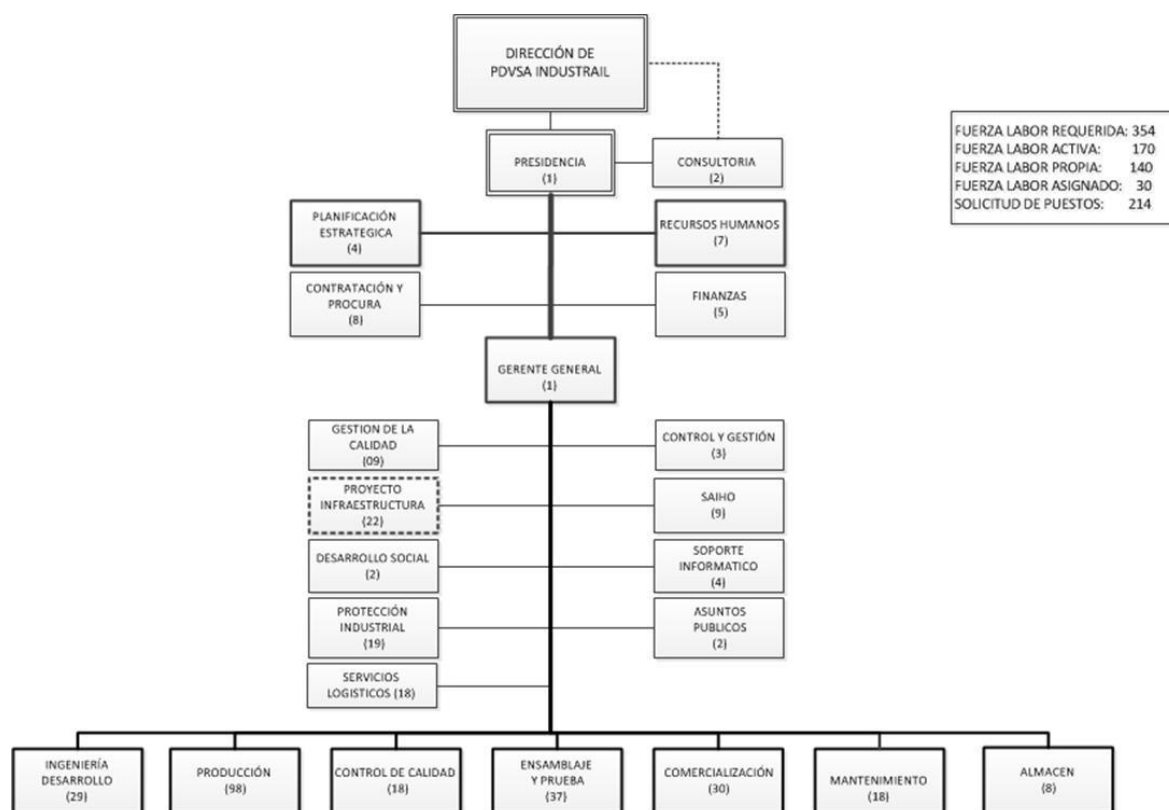 DIRECCIÓN DE
PDVSA INDUSTRAIL
PRESIDENCIA
(1)
CONSULTORIA
(2)
FUERZA LABOR REQUERIDA: 354
FUERZA LABOR ACTIVA: 170
FUERZA LABOR PROPIA: 140
FUERZA LABOR ASIGNADO: 30
SOLICITUD DE PUESTOS: 214
PLANIFICACIÓN
ESTRATEGICA
(4)
RECURSOS HUMANOS
(7)
CONTRATACIÓN Y
PROCURA
(8)
FINANZAS
(5)
GERENTE GENERAL
(1)
GESTION DE LA
CALIDAD
(09)
CONTROL Y GESTIÓN
(3)
PROYECTO
INFRAESTRUCTURA
(22)
SAIHO
(9)
DESARROLLO SOCIAL
(2)
SOPORTE
INFORMATICO
(4)
PROTECCIÓN
INDUSTRIAL
(19)
ASUNTOS
PUBLICOS
(2)
SERVICIOS
LOGISTICOS (18)
INGENIERÍA
DESARROLLO
(29)
PRODUCCIÓN
(98)
CONTROL DE CALIDAD
(18)
ENSAMBLAJE
Y PRUEBA
(37)
COMERCIALIZACIÓN
(30)
MANTENIMIENTO
(18)
ALMACEN
(8)